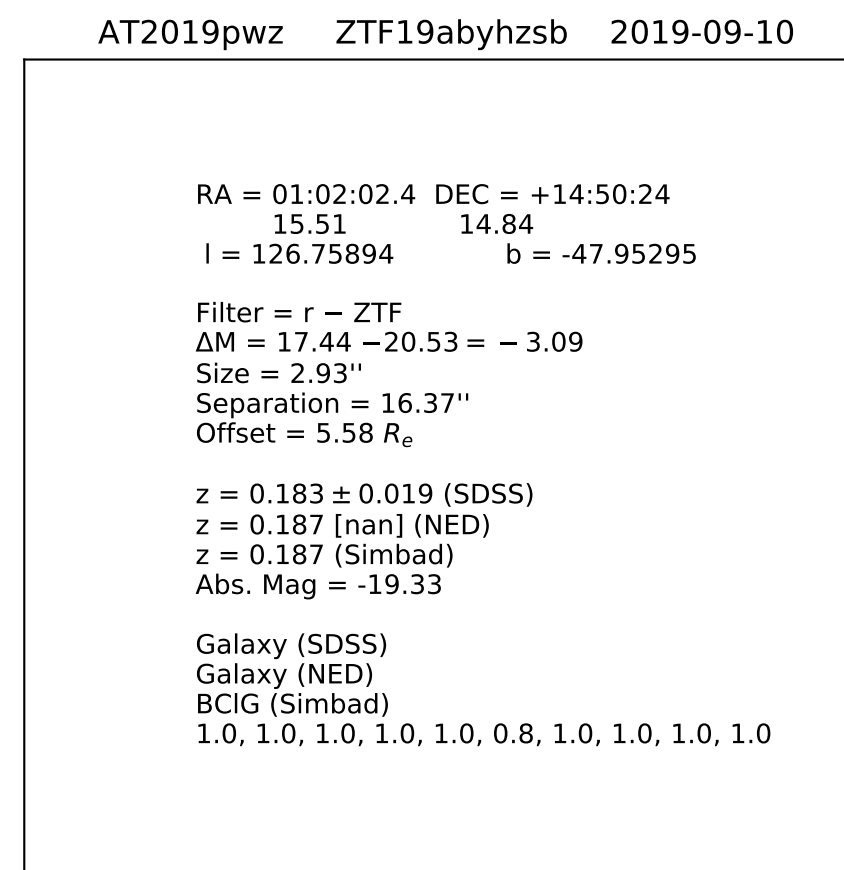 AT2019pwz ZTF19abyhzsb 2019-09-10
RA = 01:02:02.4 DEC = +14:50:24
15.51 14.84
l = 126.75894 b = -47.95295
Filter = r − ZTF
ΔM = 17.44 −20.53 = − 3.09
Size = 2.93''
Separation = 16.37''
Offset = 5.58 Rₑ
z = 0.183 ± 0.019 (SDSS)
z = 0.187 [nan] (NED)
z = 0.187 (Simbad)
Abs. Mag = -19.33
Galaxy (SDSS)
Galaxy (NED)
BClG (Simbad)
1.0, 1.0, 1.0, 1.0, 1.0, 0.8, 1.0, 1.0, 1.0, 1.0